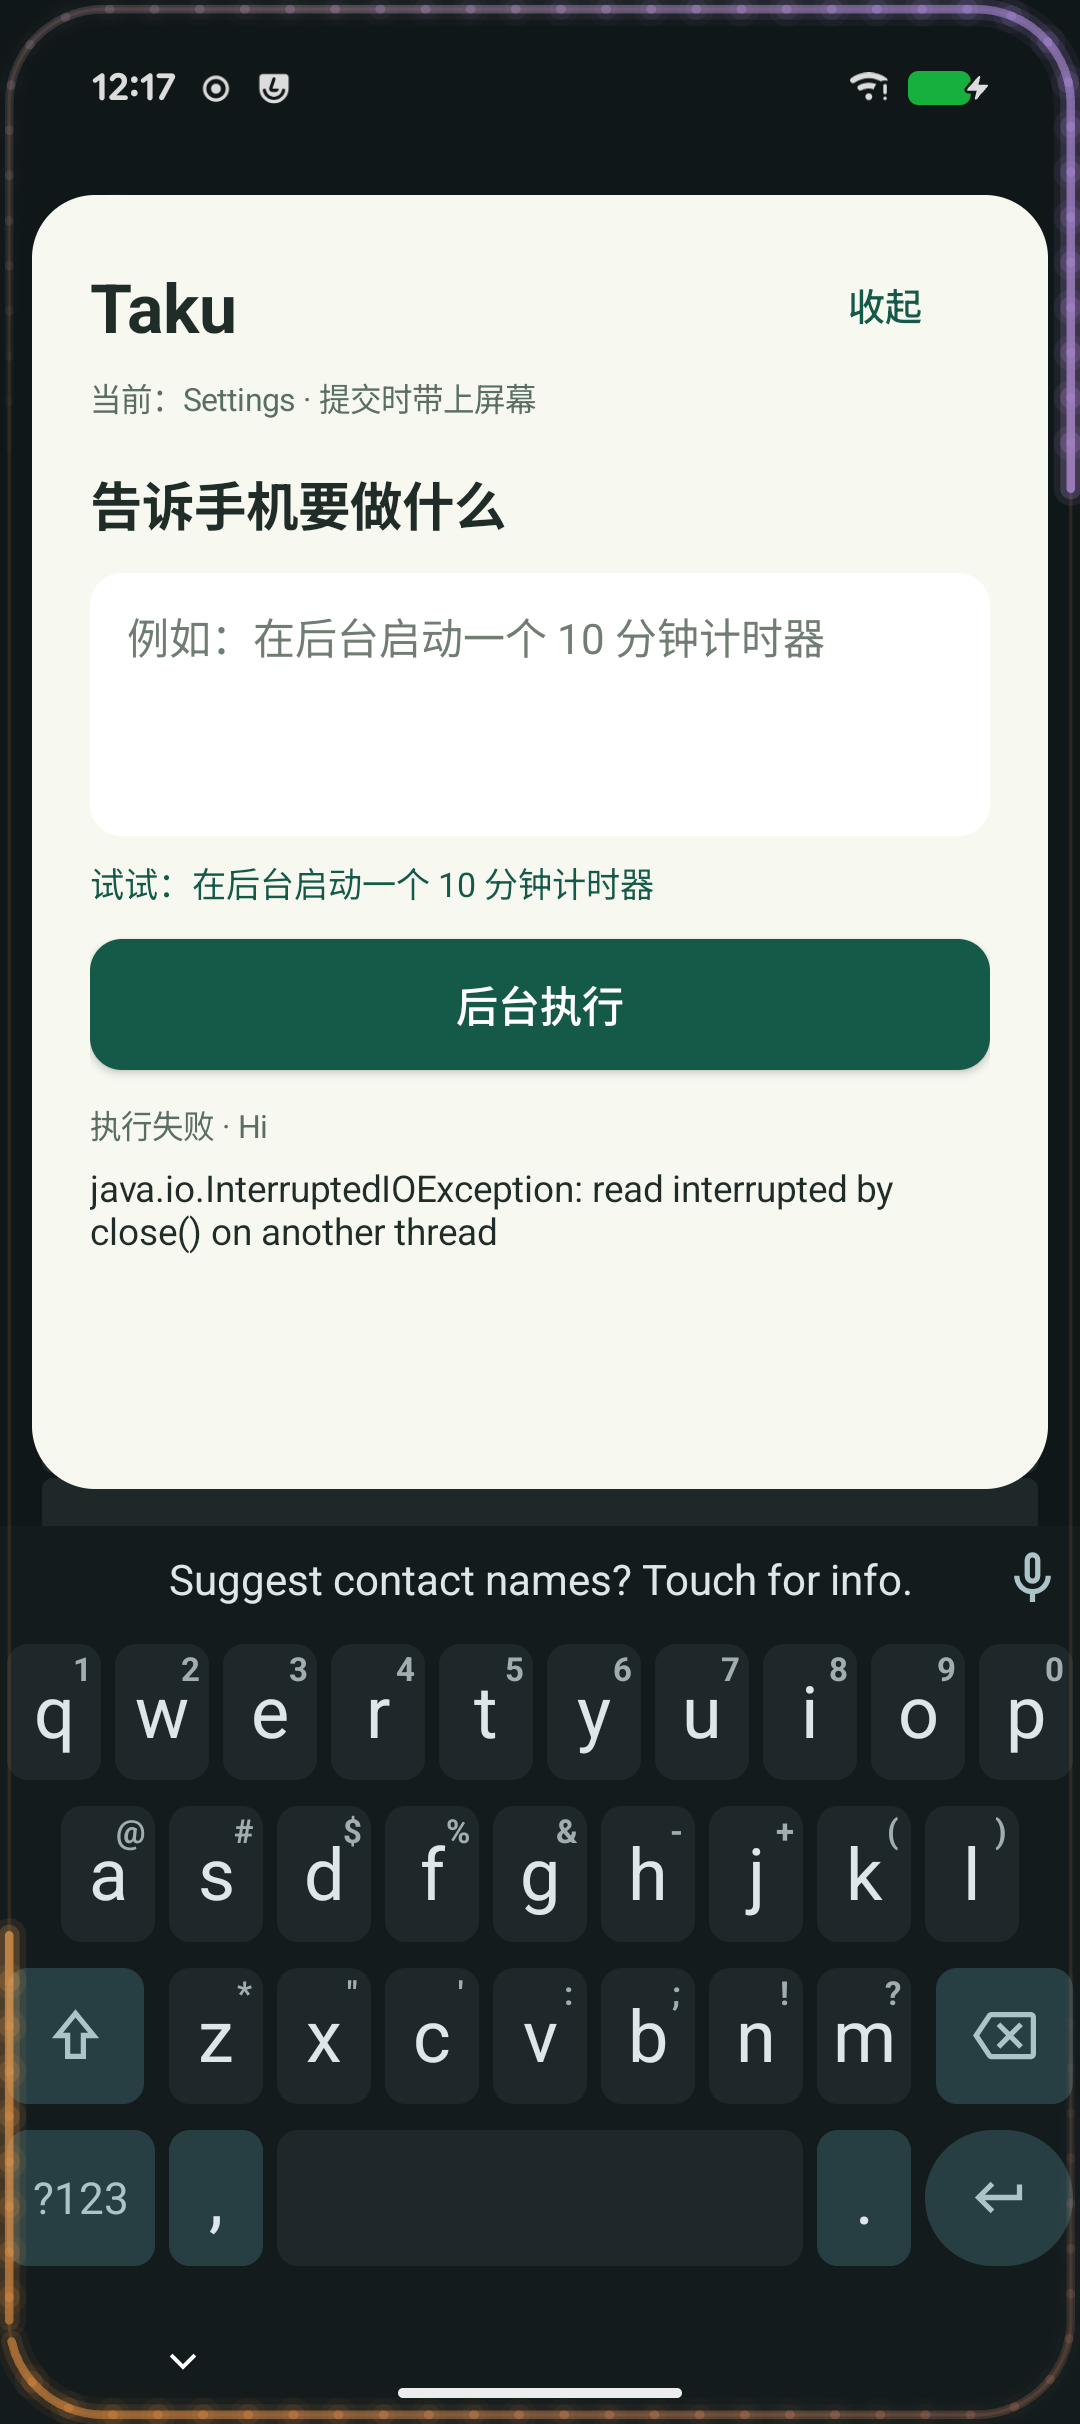 12:17
Taku
收起
当前：Settings · 提交时带上屏幕
告诉手机要做什么
例如：在后台启动一个 10 分钟计时器
试试：在后台启动一个 10 分钟计时器
后台执行
执行失败 · Hi
java.io.InterruptedIOException: read interrupted by
close() on another thread
Suggest contact names? Touch for info.
q 1 w 2 e 3 r 4 t 5 y 6 u 7 i 8 o 9 p 0
a @ s # d $ f % g & h - j + k ( l )
z * x " c ' v : b ; n ! m ?
?123 , .